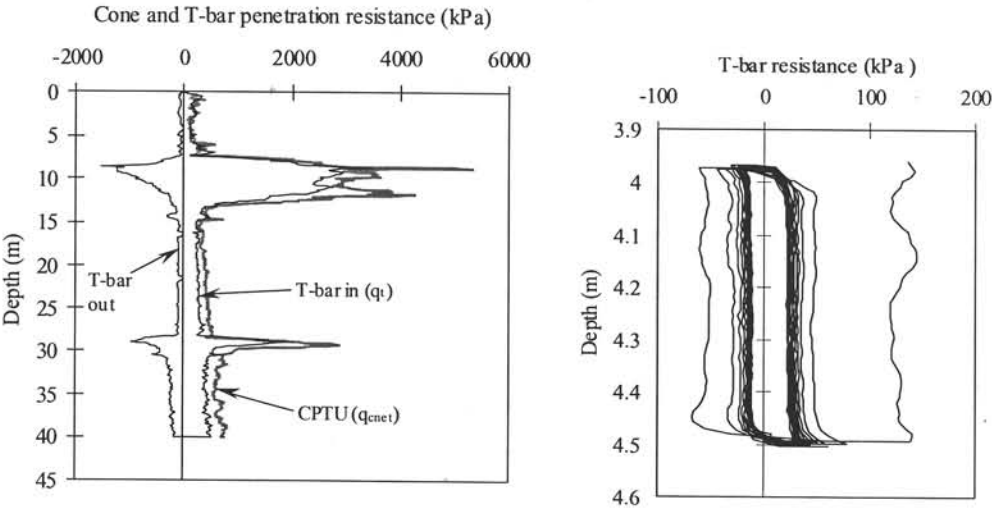 Cone and T-bar penetration resistance (kPa)
-2000 0 2000 4000 6000
0
5
10
15
20
25
30
35
40
45
Depth (m)
T-bar
out
T-bar in (qt)
CPTU (qcnet)
T-bar resistance (kPa )
-100 0 100 200
3.9
4
4.1
4.2
4.3
4.4
4.5
4.6
Depth (m)